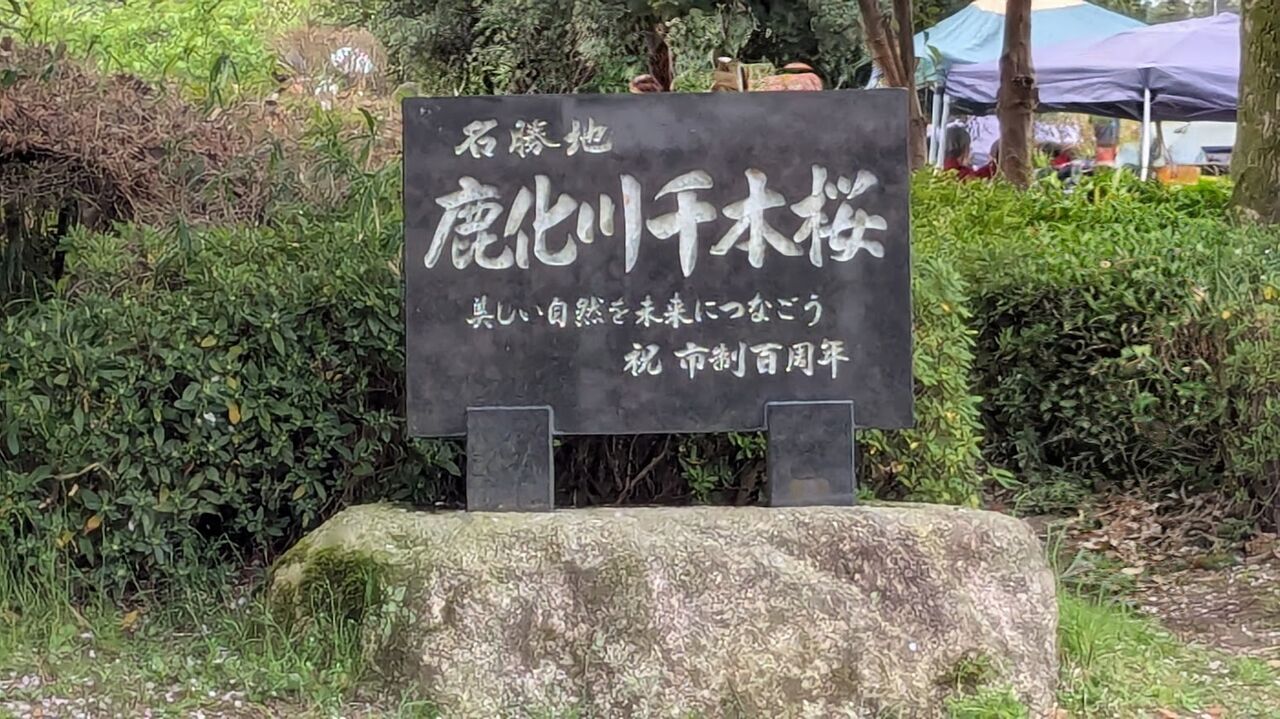 名勝地
鹿化川千本桜
美しい自然を未来につなごう
祝 市制百周年